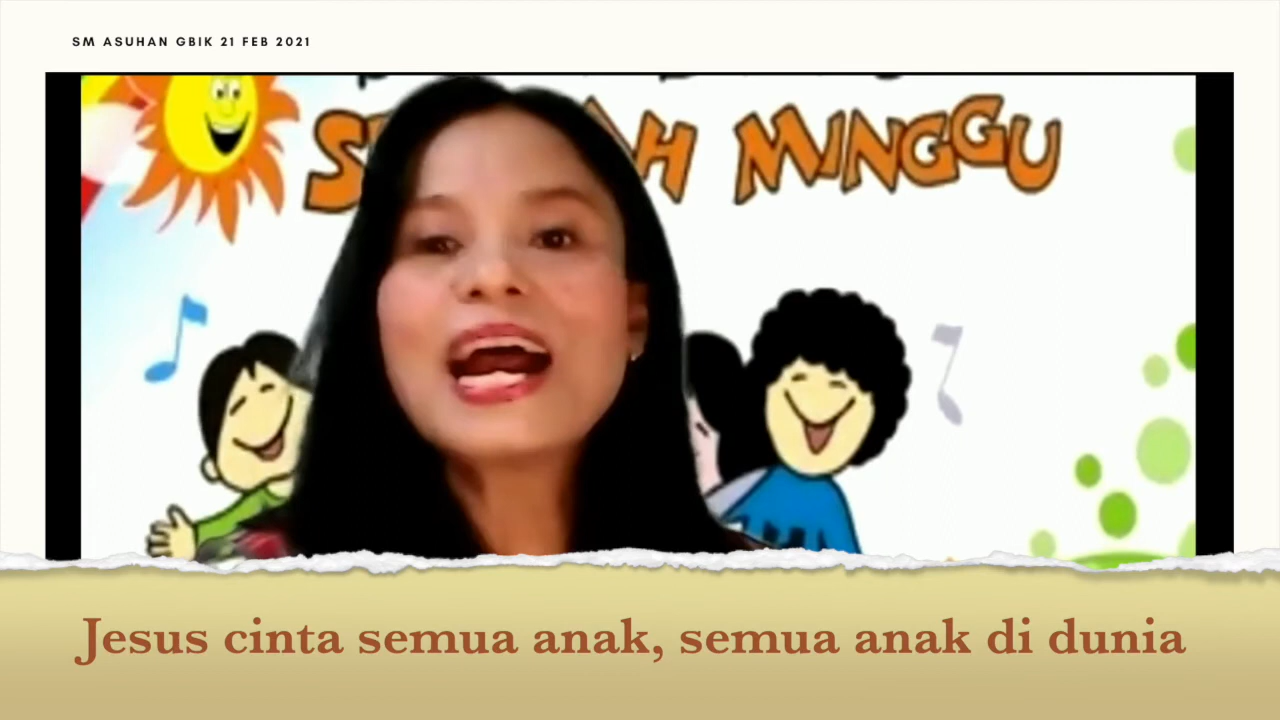 SM ASUHAN GBIK 21 FEB 2021
MINGGU
Jesus cinta semua anak, semua anak di dunia